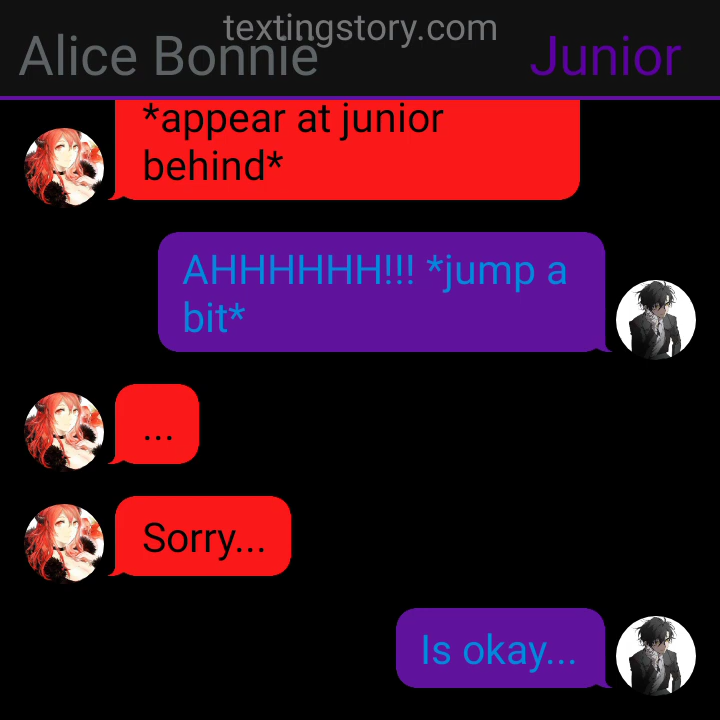 textingstory.com
Alice Bonnie
Junior
*appear at junior
behind*
AHHHHHH!!! *jump a
bit*
...
Sorry...
Is okay...